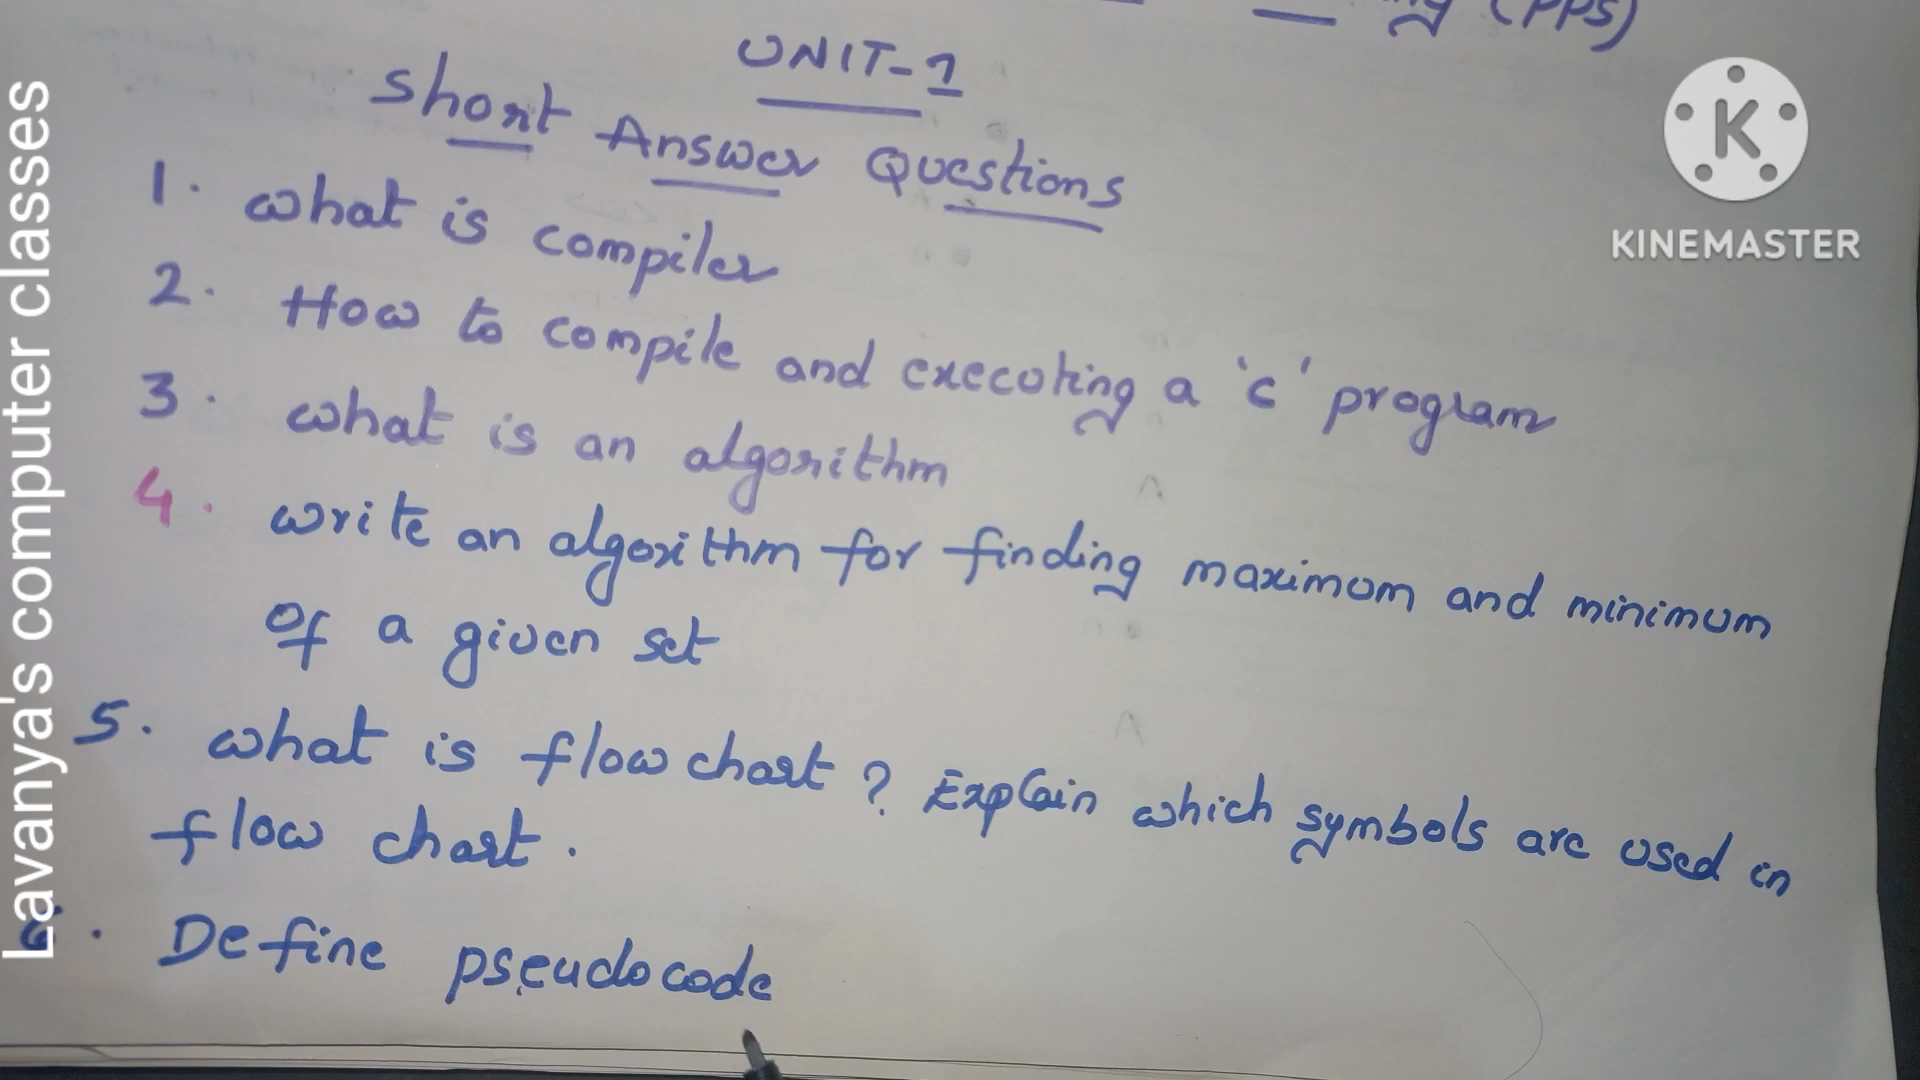 (PPS)
UNIT-1
Short Answer Questions
1. what is compiler
2. How to compile and executing a 'c' program
3. what is an algorithm
4. write an algorithm for finding maximum and minimum
of a given set
5. what is flow chart ? Explain which symbols are used in
flow chart.
6. Define pseudocode
KINEMASTER
Lavanya's computer classes